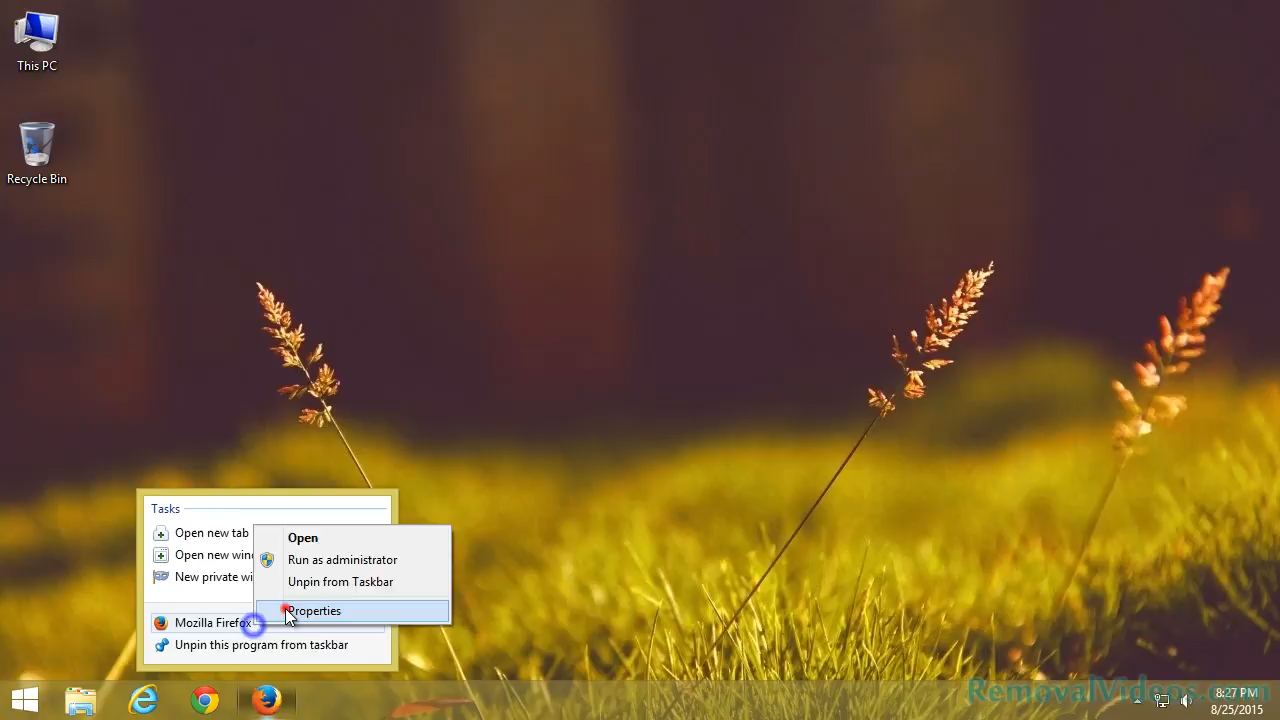 This PC
Recycle Bin
Tasks
Open new tab
Open new wind
New private wi
Mozilla Firefox
Unpin this program from taskbar
Open
Run as administrator
Unpin from Taskbar
Properties
RemovalVideos.com
8:27 PM
8/25/2015